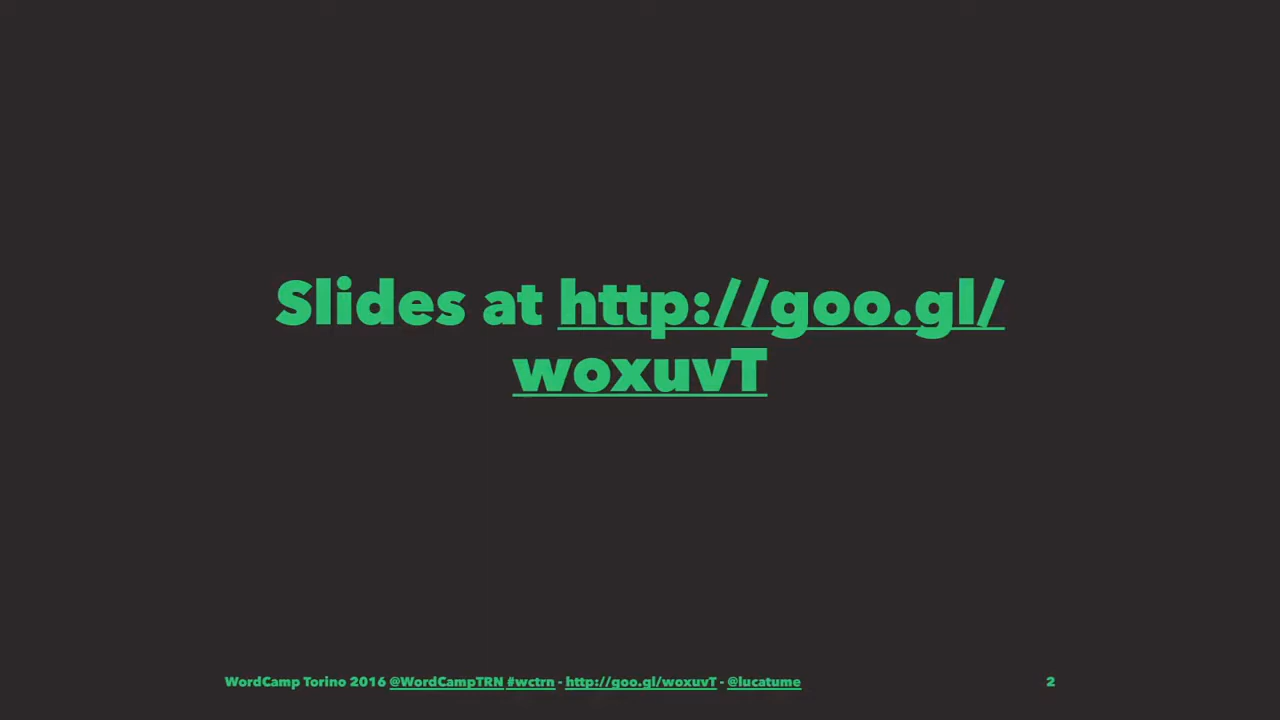 Slides at http://goo.gl/
woxuvT
WordCamp Torino 2016 @WordCampTRN #wctrn - http://goo.gl/woxuvT - @lucatume 2